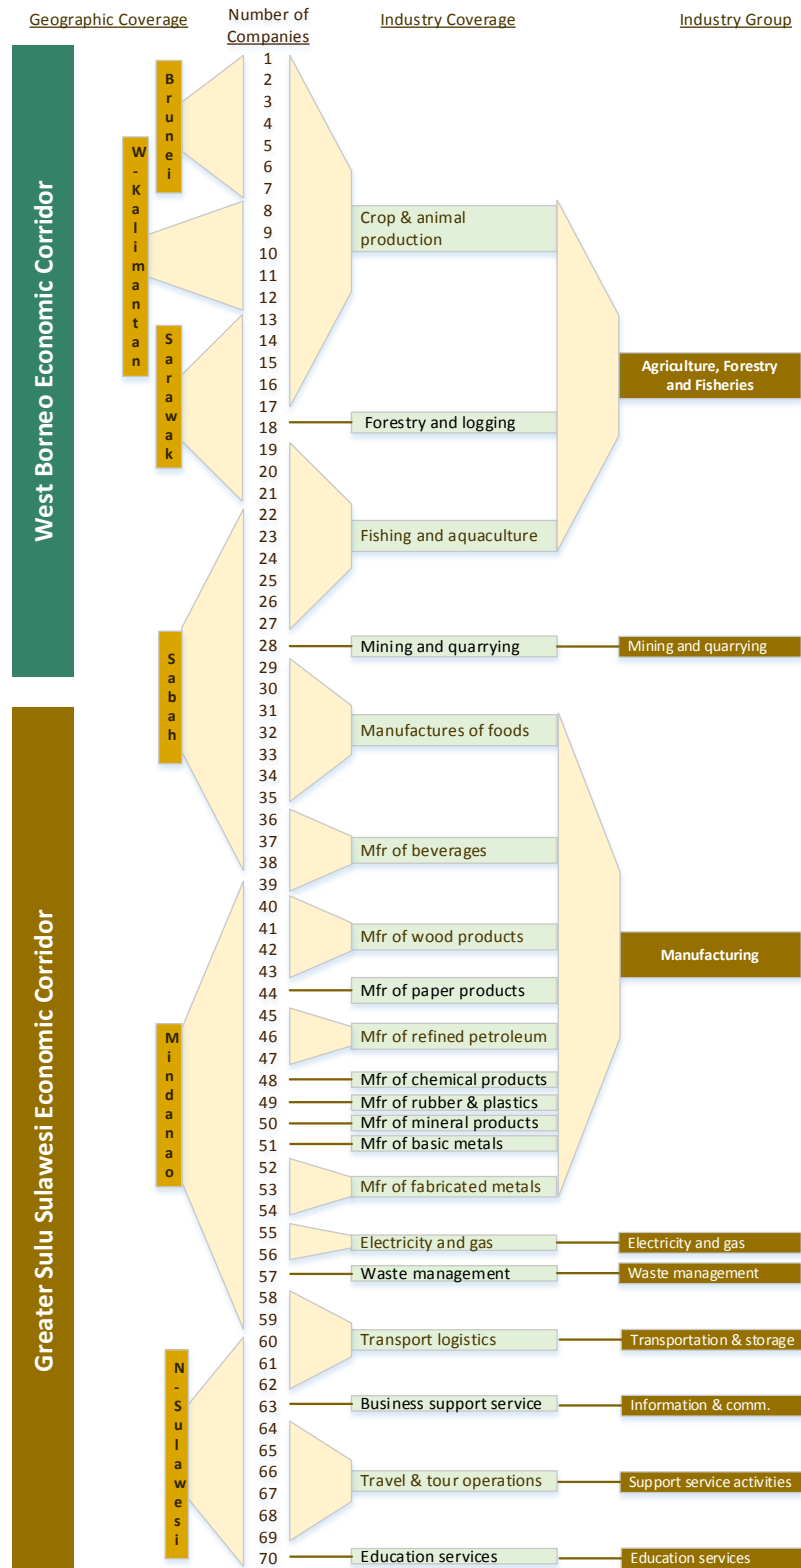 Geographic Coverage
Number of
Companies
Industry Coverage
Industry Group
West Borneo Economic Corridor
Greater Sulu Sulawesi Economic Corridor
Brunei
W-Kalimantan
Sarawak
Sabah
Mindanao
N-Sulawesi
1
2
3
4
5
6
7
8
9
10
11
12
13
14
15
16
17
18
19
20
21
22
23
24
25
26
27
28
29
30
31
32
33
34
35
36
37
38
39
40
41
42
43
44
45
46
47
48
49
50
51
52
53
54
55
56
57
58
59
60
61
62
63
64
65
66
67
68
69
70
Crop & animal
production
Forestry and logging
Fishing and aquaculture
Mining and quarrying
Manufactures of foods
Mfr of beverages
Mfr of wood products
Mfr of paper products
Mfr of refined petroleum
Mfr of chemical products
Mfr of rubber & plastics
Mfr of mineral products
Mfr of basic metals
Mfr of fabricated metals
Electricity and gas
Waste management
Transport logistics
Business support service
Travel & tour operations
Education services
Agriculture, Forestry
and Fisheries
Mining and quarrying
Manufacturing
Electricity and gas
Waste management
Transportation & storage
Information & comm.
Support service activities
Education services